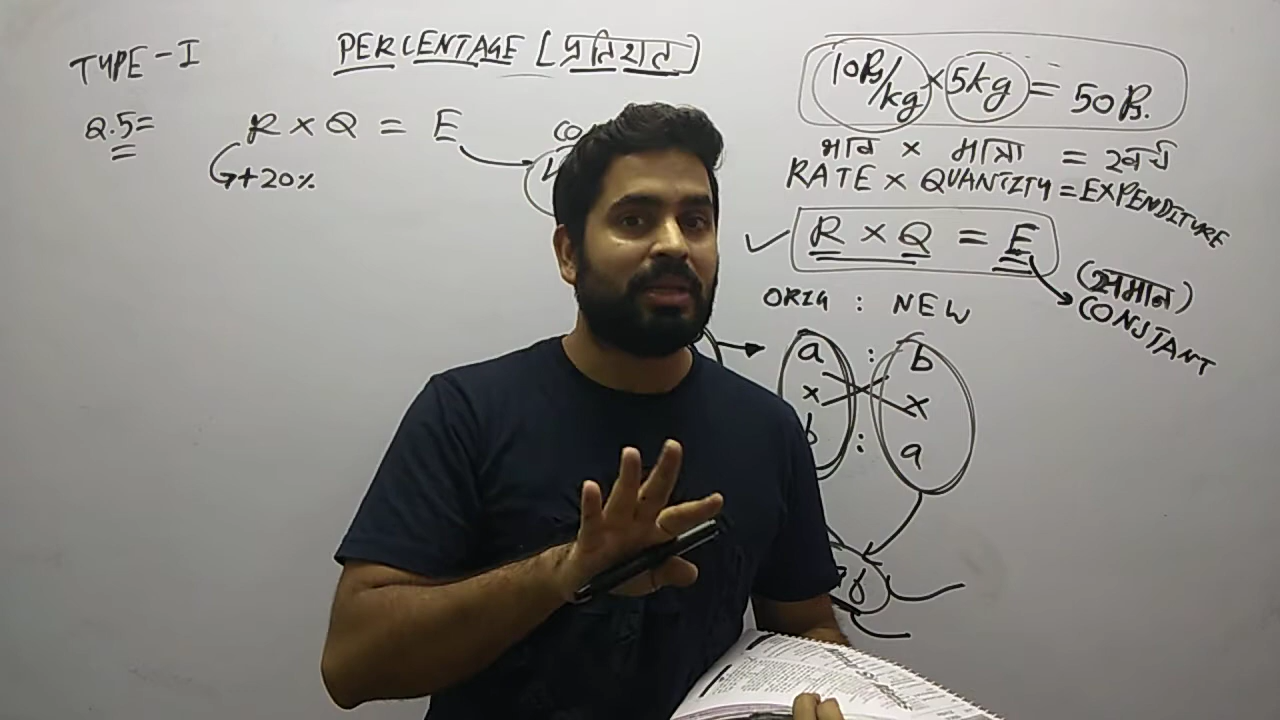 TYPE-I
PERCENTAGE [प्रतिशत]
Q.5=
R × Q = E
+20%
10Rs/kg × 5kg = 50Rs.
भाव × मात्रा = खर्च
RATE × QUANTITY = EXPENDITURE
R × Q = E
(समान)
CONSTANT
ORIG : NEW
a : b
× ×
b : a